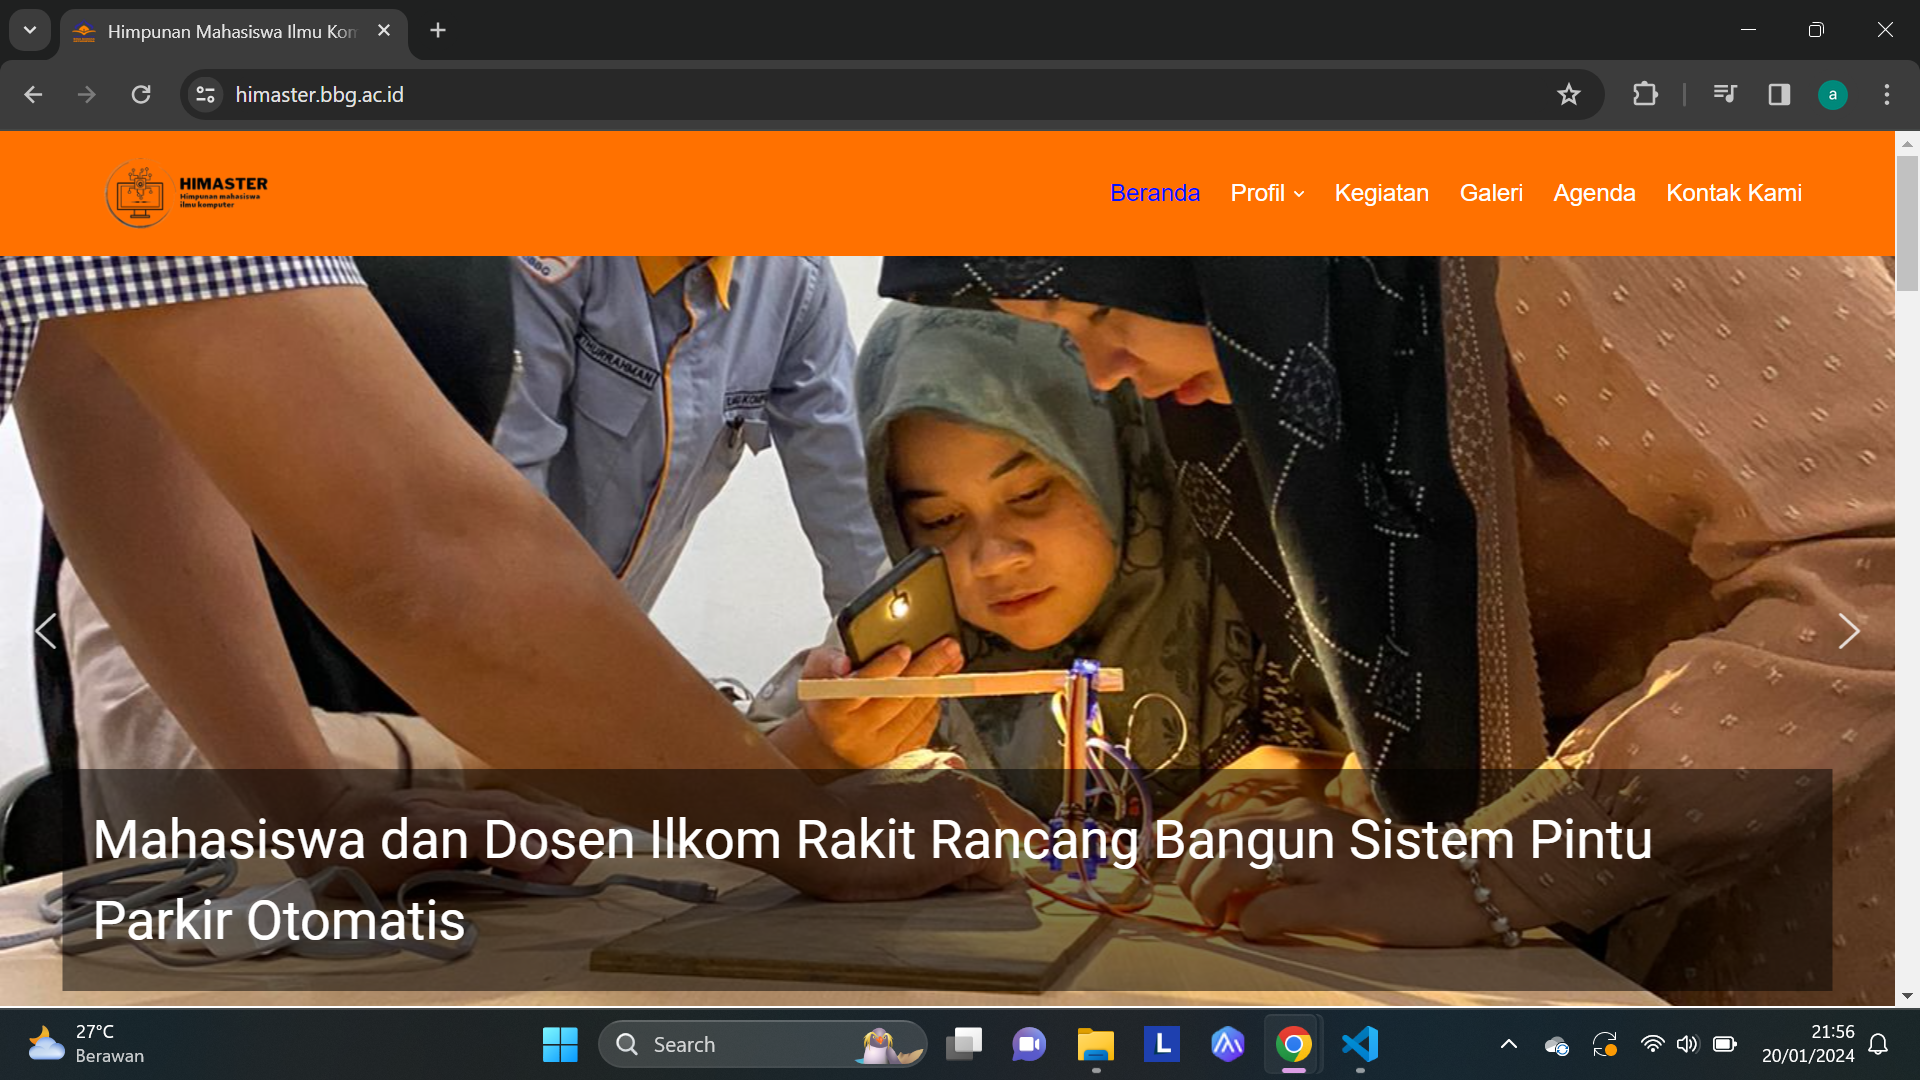 Himpunan Mahasiswa Ilmu Kom
himaster.bbg.ac.id
a
HIMASTER
Himpunan mahasiswa
ilmu komputer
Beranda
Profil
Kegiatan
Galeri
Agenda
Kontak Kami
THURRAHMAN
Mahasiswa dan Dosen Ilkom Rakit Rancang Bangun Sistem Pintu
Parkir Otomatis
27°C
Berawan
Search
L
21:56
20/01/2024